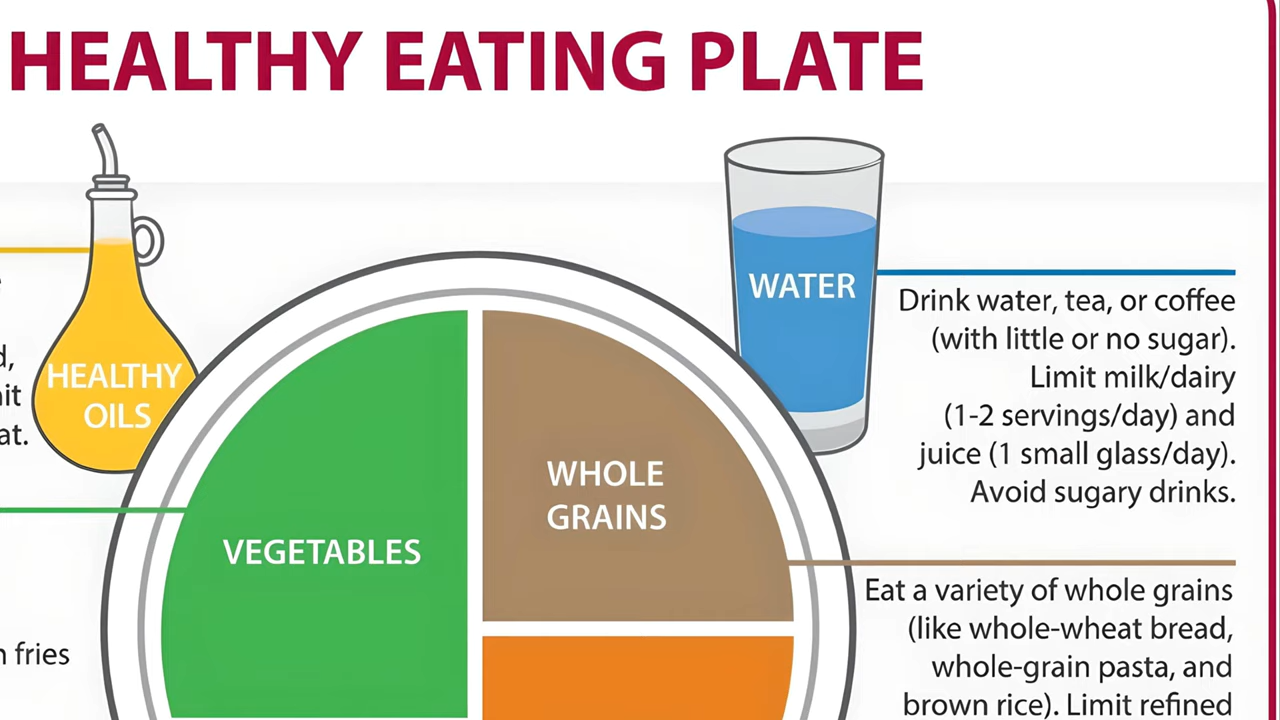 HEALTHY EATING PLATE
HEALTHY
OILS
at.
VEGETABLES
fries
WHOLE
GRAINS
WATER
Drink water, tea, or coffee
(with little or no sugar).
Limit milk/dairy
(1-2 servings/day) and
juice (1 small glass/day).
Avoid sugary drinks.
Eat a variety of whole grains
(like whole-wheat bread,
whole-grain pasta, and
brown rice). Limit refined